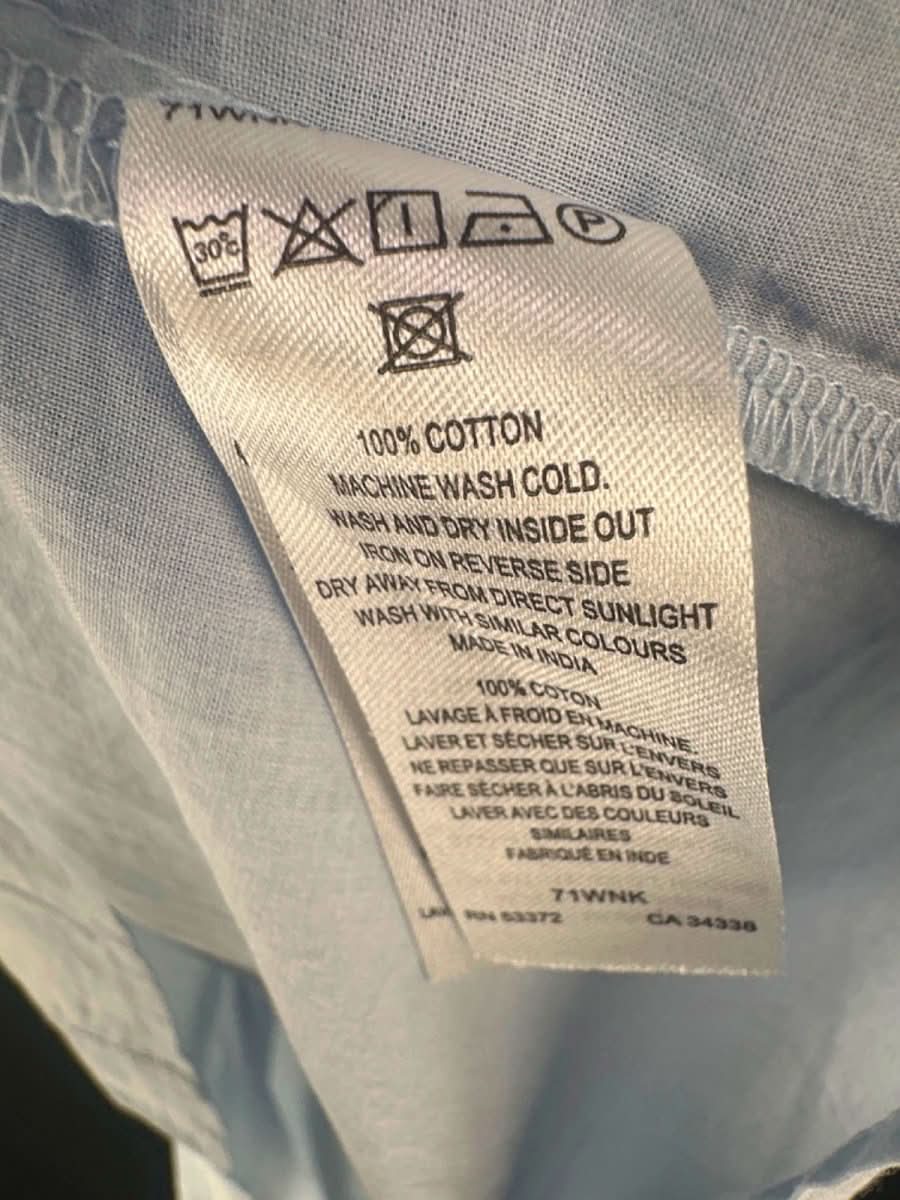 30°C
P
100% COTTON
MACHINE WASH COLD.
WASH AND DRY INSIDE OUT
IRON ON REVERSE SIDE
DRY AWAY FROM DIRECT SUNLIGHT
WASH WITH SIMILAR COLOURS
MADE IN INDIA
100% COTON
LAVAGE À FROID EN MACHINE.
LAVER ET SÉCHER SUR L'ENVERS
NE REPASSER QUE SUR L'ENVERS
FAIRE SÉCHER À L'ABRIS DU SOLEIL
LAVER AVEC DES COULEURS
SIMILAIRES
FABRIQUÉ EN INDE
71WNK
RN 53372 CA 34338